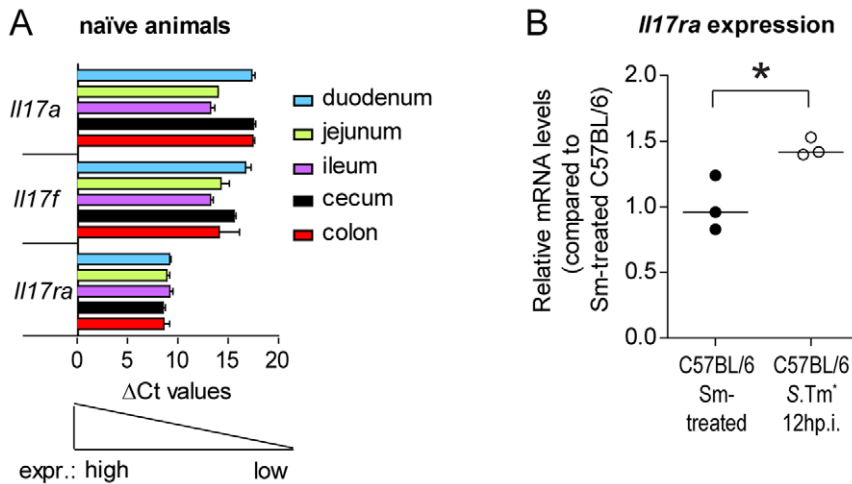 A
naïve animals
Il17a
Il17f
Il17ra
duodenum
jejunum
ileum
cecum
colon
0 5 10 15 20
ΔCt values
expr.: high low
B
Il17ra expression
Relative mRNA levels
(compared to
Sm-treated C57BL/6)
2.0
1.5
1.0
0.5
0.0
*
C57BL/6
Sm-
treated
C57BL/6
S.Tm*
12hp.i.